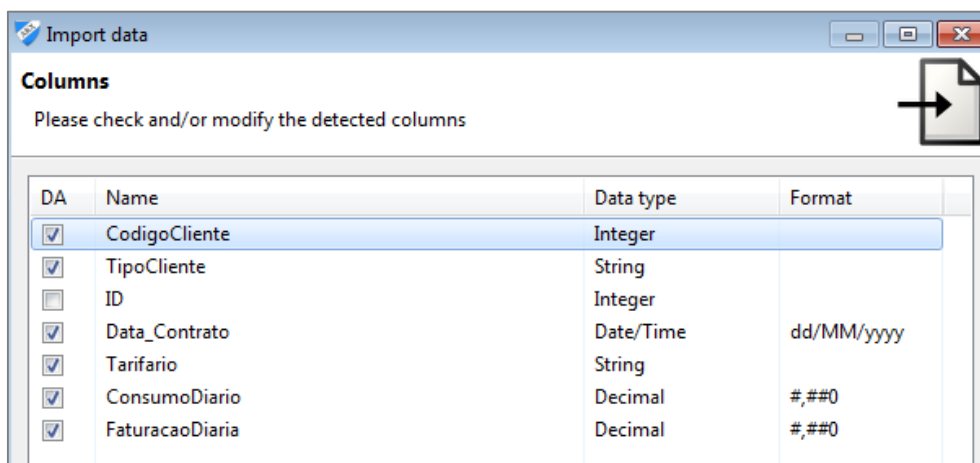 Import data
Columns
Please check and/or modify the detected columns
DA Name Data type Format
CodigoCliente Integer
TipoCliente String
ID Integer
Data_Contrato Date/Time dd/MM/yyyy
Tarifario String
ConsumoDiario Decimal #,##0
FaturacaoDiaria Decimal #,##0